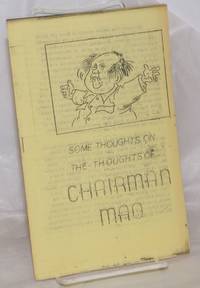 SOME THOUGHTS ON
THE THOUGHTS OF
CHAIRMAN
MAO